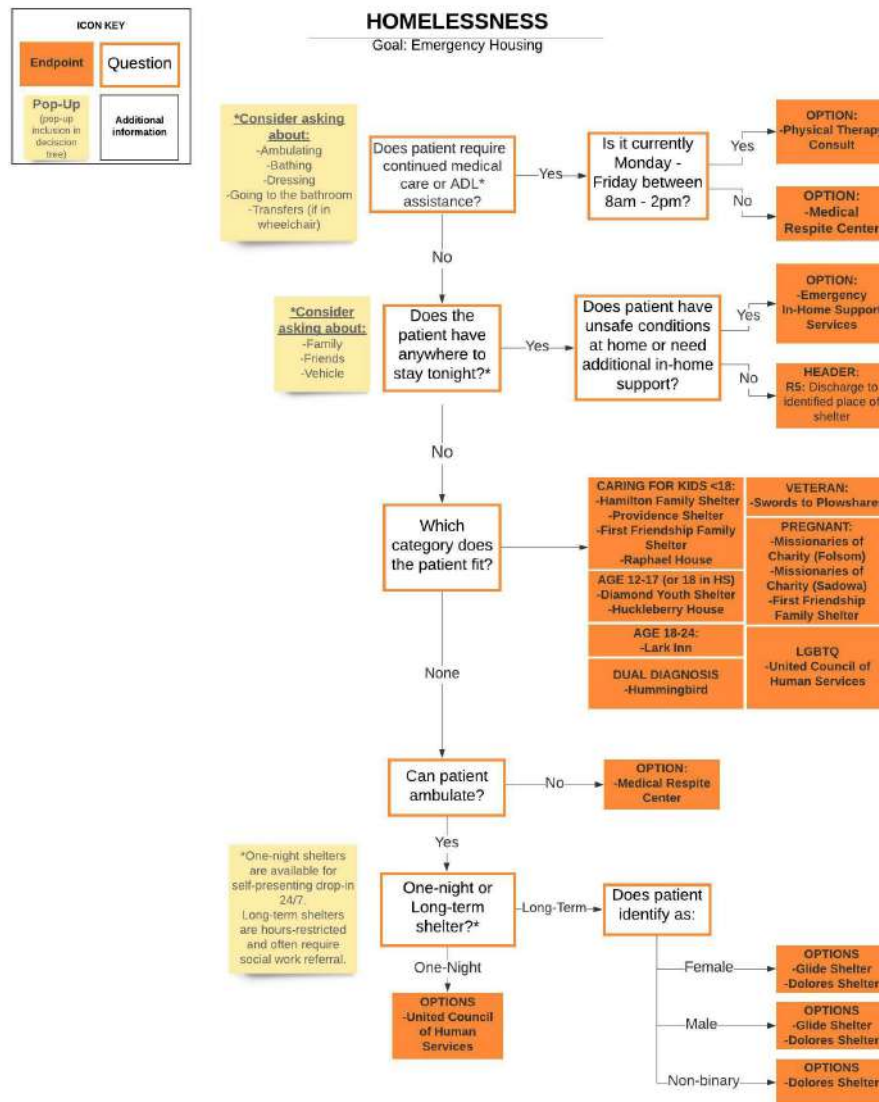 HOMELESSNESS
Goal: Emergency Housing
ICON KEY
Endpoint
Question
Pop-Up
(pop-up
inclusion in
decision
tree)
Additional
information
*Consider asking
about:
-Ambulating
-Bathing
-Dressing
-Going to the bathroom
-Transfers (if in
wheelchair)
Does patient require
continued medical
care or ADL*
assistance?
Yes
Is it currently
Monday -
Friday between
8am - 2pm?
Yes
OPTION:
-Physical Therapy
Consult
No
OPTION:
-Medical
Respite Center
No
*Consider
asking about:
-Family
-Friends
-Vehicle
Does the
patient have
anywhere to
stay tonight?*
Yes
Does patient have
unsafe conditions
at home or need
additional in-home
support?
Yes
OPTION:
-Emergency
In-Home Support
Services
No
HEADER:
R5: Discharge to
identified place of
shelter
No
Which
category does
the patient fit?
CARING FOR KIDS <18:
-Hamilton Family Shelter
-Providence Shelter
-First Friendship Family
Shelter
-Raphael House
AGE 12-17 (or 18 in HS)
-Diamond Youth Shelter
-Huckleberry House
AGE 18-24:
-Lark Inn
DUAL DIAGNOSIS
-Hummingbird
VETERAN:
-Swords to Plowshare
PREGNANT:
-Missionaries of
Charity (Folsom)
-Missionaries of
Charity (Sadowa)
-First Friendship
Family Shelter
LGBTQ
-United Council of
Human Services
None
Can patient
ambulate?
No
OPTION:
-Medical Respite
Center
Yes
*One-night shelters
are available for
self-presenting drop-in
24/7.
Long-term shelters
are hours-restricted
and often require
social work referral.
One-night or
Long-term
shelter?*
Long-Term
Does patient
identify as:
One-Night
OPTIONS
-United Council
of Human
Services
Female
OPTIONS
-Glide Shelter
-Dolores Shelter
Male
OPTIONS
-Glide Shelter
-Dolores Shelter
Non-binary
OPTIONS
-Dolores Shelter